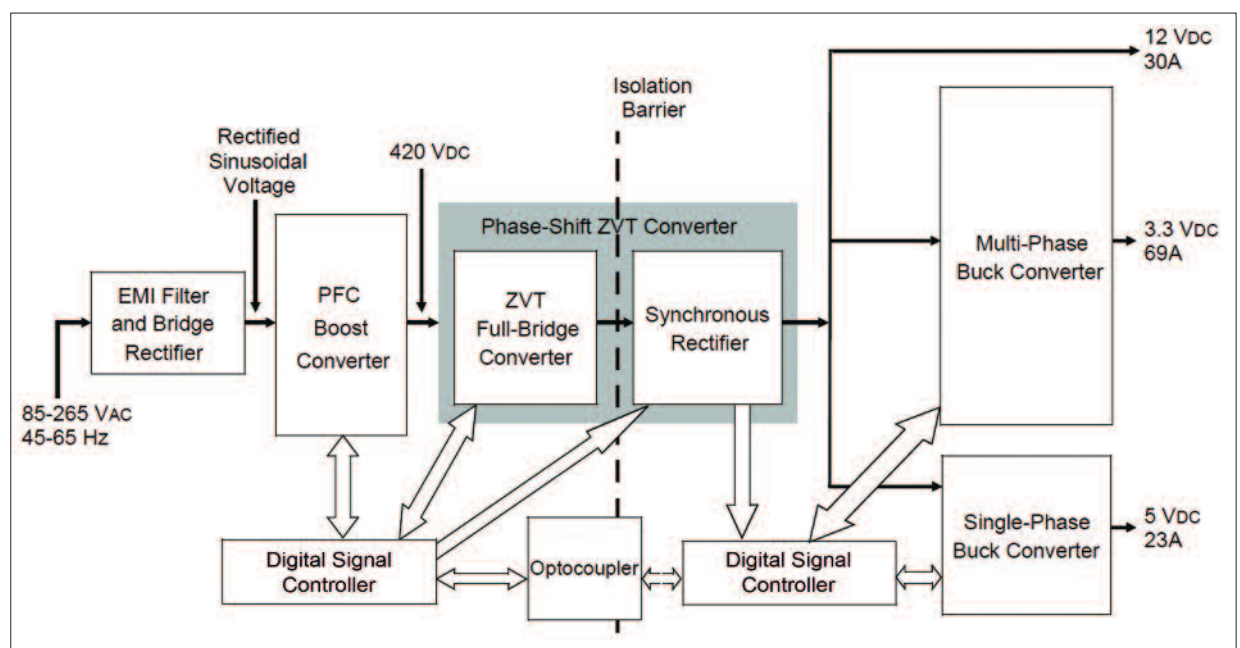 12 VDC
30A
Isolation
Barrier
Rectified
Sinusoidal
Voltage
420 VDC
Phase-Shift ZVT Converter
Multi-Phase
Buck Converter
3.3 VDC
69A
EMI Filter
and Bridge
Rectifier
PFC
Boost
Converter
ZVT
Full-Bridge
Converter
Synchronous
Rectifier
85-265 VAC
45-65 Hz
Digital Signal
Controller
Optocoupler
Digital Signal
Controller
Single-Phase
Buck Converter
5 VDC
23A